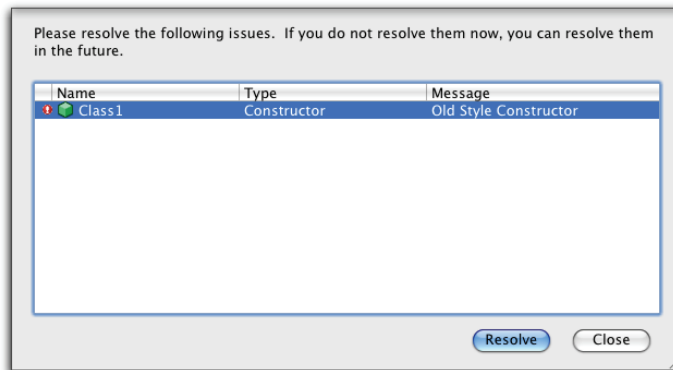 Please resolve the following issues.  If you do not resolve them now, you can resolve them
in the future.
Name Type Message
Class1 Constructor Old Style Constructor
Resolve Close